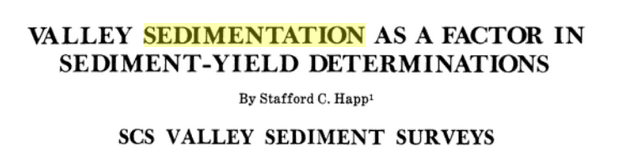 VALLEY SEDIMENTATION AS A FACTOR IN
SEDIMENT-YIELD DETERMINATIONS
By Stafford C. Happ¹
SCS VALLEY SEDIMENT SURVEYS